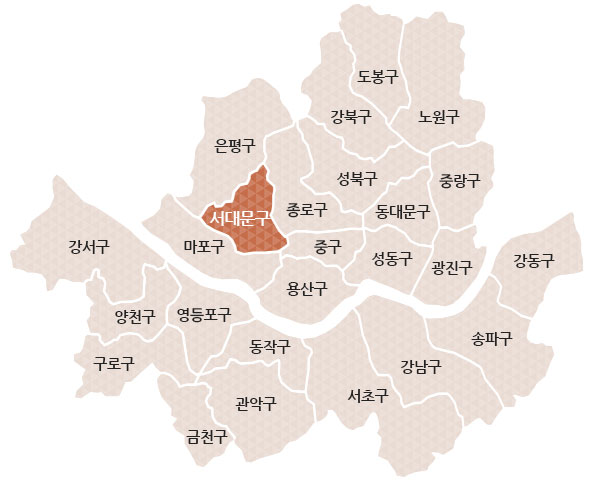 도봉구
강북구
노원구
은평구
성북구
중랑구
서대문구
종로구
동대문구
강서구
마포구
중구
성동구
광진구
강동구
용산구
양천구
영등포구
구로구
동작구
송파구
강남구
관악구
서초구
금천구